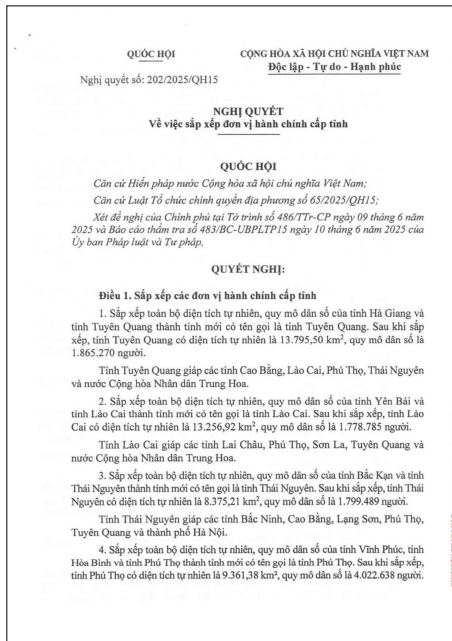 QUỐC HỘI
CỘNG HÒA XÃ HỘI CHỦ NGHĨA VIỆT NAM
Độc lập - Tự do - Hạnh phúc
Nghị quyết số: 202/2025/QH15
NGHỊ QUYẾT
Về việc sắp xếp đơn vị hành chính cấp tỉnh
QUỐC HỘI
Căn cứ Hiến pháp nước Cộng hòa xã hội chủ nghĩa Việt Nam;
Căn cứ Luật Tổ chức chính quyền địa phương số 65/2025/QH15;
Xét đề nghị của Chính phủ tại Tờ trình số 486/TTr-CP ngày 09 tháng 6 năm
2025 và Báo cáo thẩm tra số 483/BC-UBPLTP15 ngày 10 tháng 6 năm 2025 của
Ủy ban Pháp luật và Tư pháp,
QUYẾT NGHỊ:
Điều 1. Sắp xếp các đơn vị hành chính cấp tỉnh
1. Sắp xếp toàn bộ diện tích tự nhiên, quy mô dân số của tỉnh Hà Giang và
tỉnh Tuyên Quang thành tỉnh mới có tên gọi là tỉnh Tuyên Quang. Sau khi sắp
xếp, tỉnh Tuyên Quang có diện tích tự nhiên là 13.795,50 km², quy mô dân số là
1.865.270 người.
Tỉnh Tuyên Quang giáp các tỉnh Cao Bằng, Lào Cai, Phú Thọ, Thái Nguyên
và nước Cộng hòa Nhân dân Trung Hoa.
2. Sắp xếp toàn bộ diện tích tự nhiên, quy mô dân số của tỉnh Yên Bái và
tỉnh Lào Cai thành tỉnh mới có tên gọi là tỉnh Lào Cai. Sau khi sắp xếp, tỉnh Lào
Cai có diện tích tự nhiên là 13.256,92 km², quy mô dân số là 1.778.785 người.
Tỉnh Lào Cai giáp các tỉnh Lai Châu, Phú Thọ, Sơn La, Tuyên Quang và
nước Cộng hòa Nhân dân Trung Hoa.
3. Sắp xếp toàn bộ diện tích tự nhiên, quy mô dân số của tỉnh Bắc Kạn và tỉnh
Thái Nguyên thành tỉnh mới có tên gọi là tỉnh Thái Nguyên. Sau khi sắp xếp, tỉnh Thái
Nguyên có diện tích tự nhiên là 8.375,21 km², quy mô dân số là 1.799.489 người.
Tỉnh Thái Nguyên giáp các tỉnh Bắc Ninh, Cao Bằng, Lạng Sơn, Phú Thọ,
Tuyên Quang và thành phố Hà Nội.
4. Sắp xếp toàn bộ diện tích tự nhiên, quy mô dân số của tỉnh Vĩnh Phúc, tỉnh
Hòa Bình và tỉnh Phú Thọ thành tỉnh mới có tên gọi là tỉnh Phú Thọ. Sau khi sắp xếp,
tỉnh Phú Thọ có diện tích tự nhiên là 9.361,38 km², quy mô dân số là 4.022.638 người.